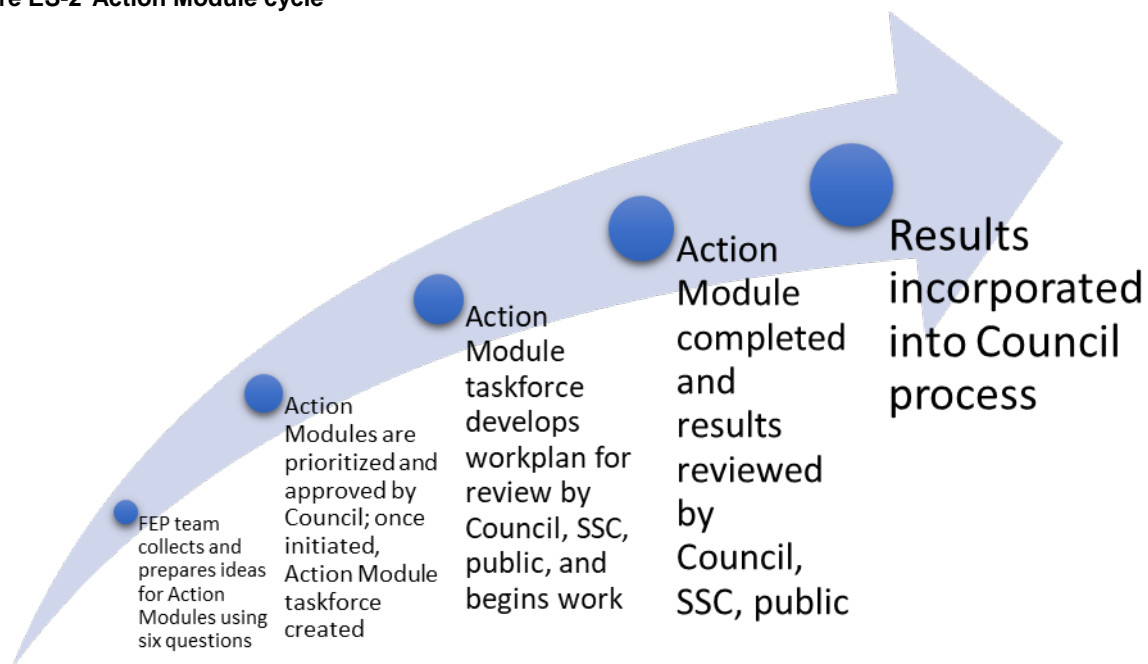 re ES-2 Action Module cycle
FEP team
collects and
prepares ideas
for Action
Modules using
six questions
Action
Modules are
prioritized and
approved by
Council; once
initiated,
Action Module
taskforce
created
Action
Module
taskforce
develops
workplan for
review by
Council, SSC,
public, and
begins work
Action
Module
completed
and
results
reviewed
by
Council,
SSC, public
Results
incorporated
into Council
process